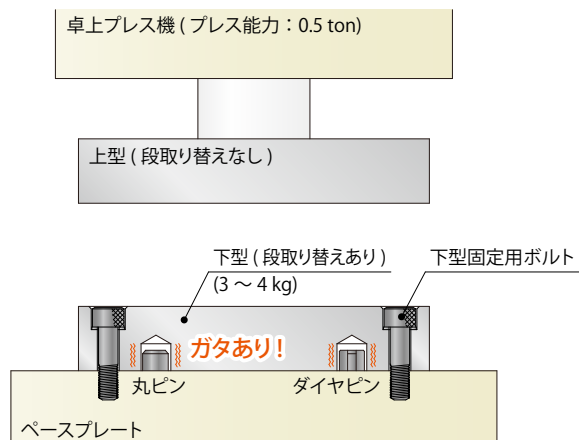 卓上プレス機 ( プレス能力：0.5 ton)
上型 ( 段取り替えなし )
下型 ( 段取り替えあり )
(3 ～ 4 kg)
下型固定用ボルト
ガタあり！
丸ピン
ダイヤピン
ベースプレート